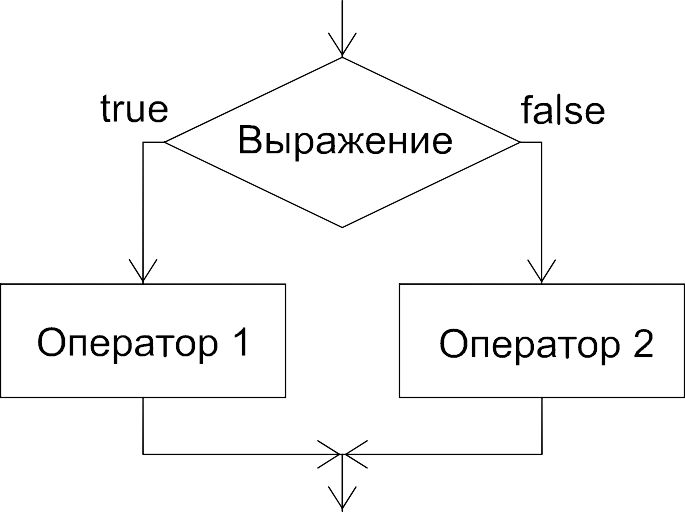 true
false
Выражение
Оператор 1
Оператор 2